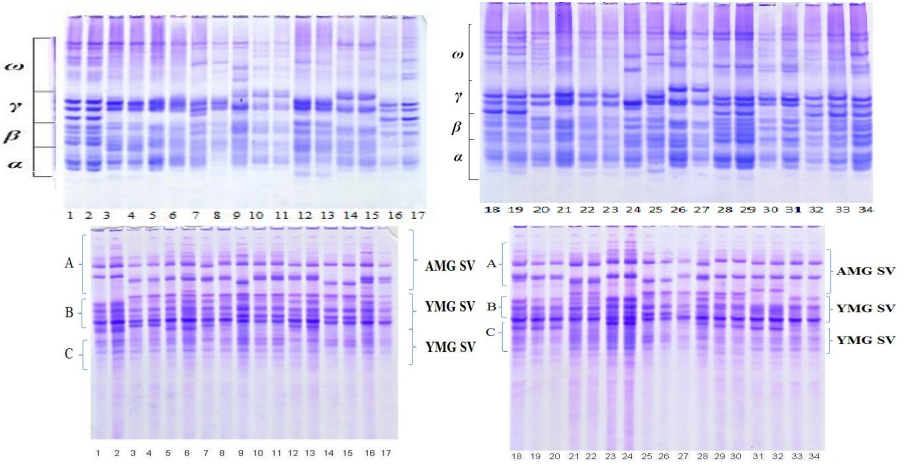 ω
γ
β
α
1 2 3 4 5 6 7 8 9 10 11 12 13 14 15 16 17
ω
γ
β
α
18 19 20 21 22 23 24 25 26 27 28 29 30 31 32 33 34
A
B
C
AMG SV
YMG SV
YMG SV
1 2 3 4 5 6 7 8 9 10 11 12 13 14 15 16 17
A
B
C
AMG SV
YMG SV
YMG SV
18 19 20 21 22 23 24 25 26 27 28 29 30 31 32 33 34